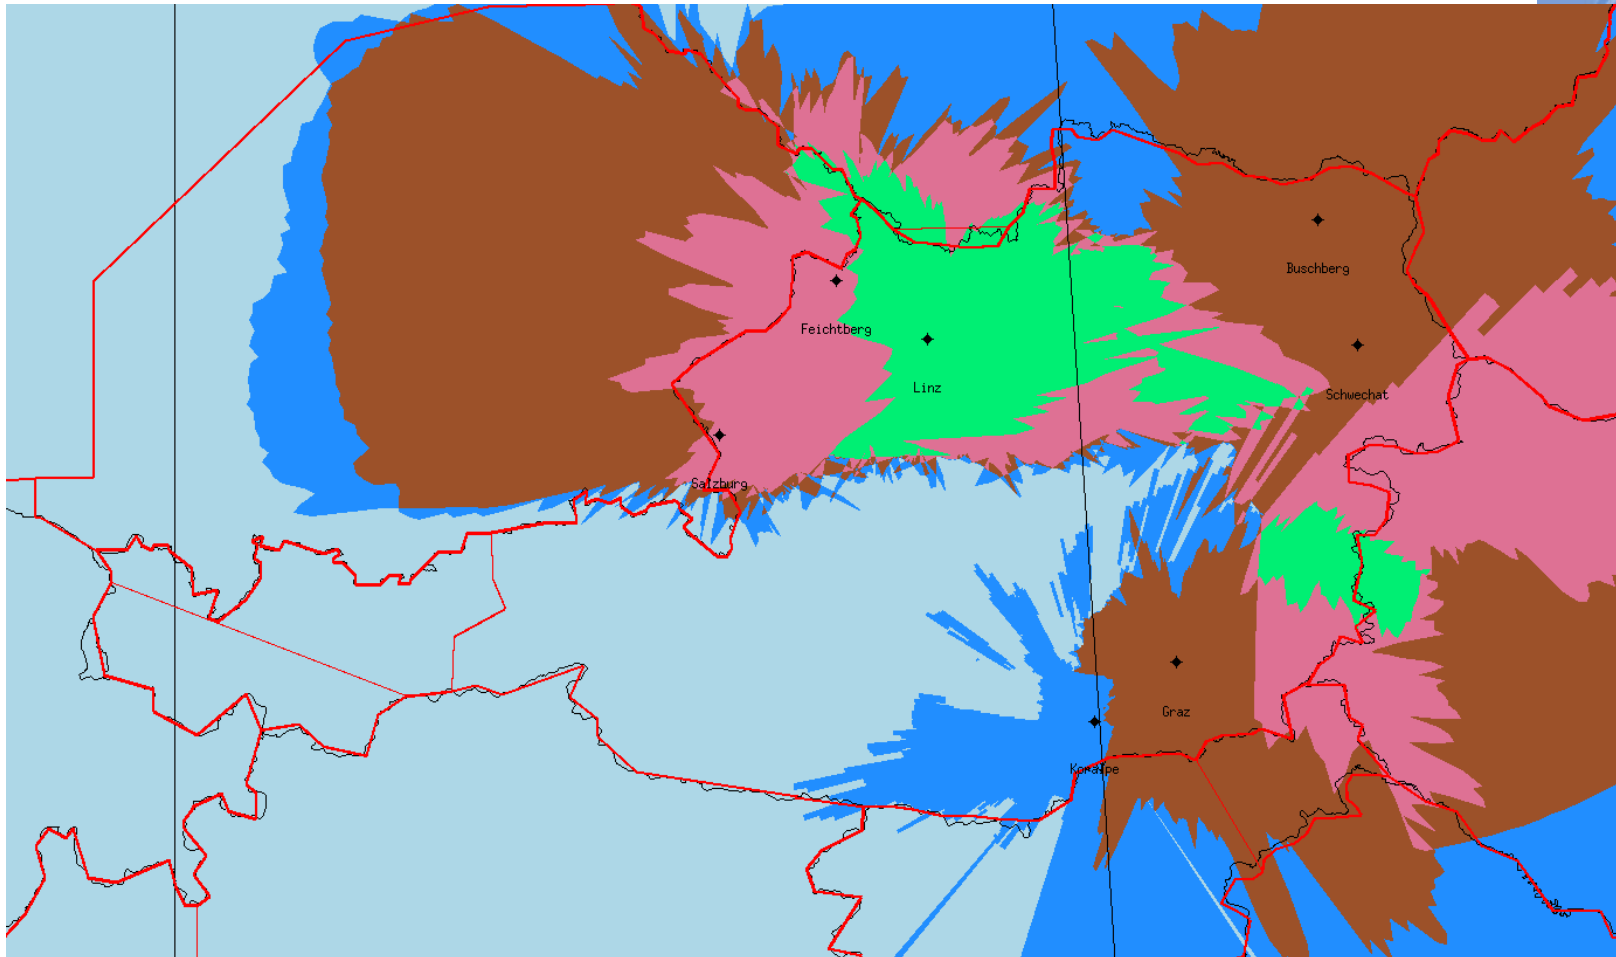 Buschberg
Feichtberg
Linz
Schwechat
Salzburg
Graz
Koralpe